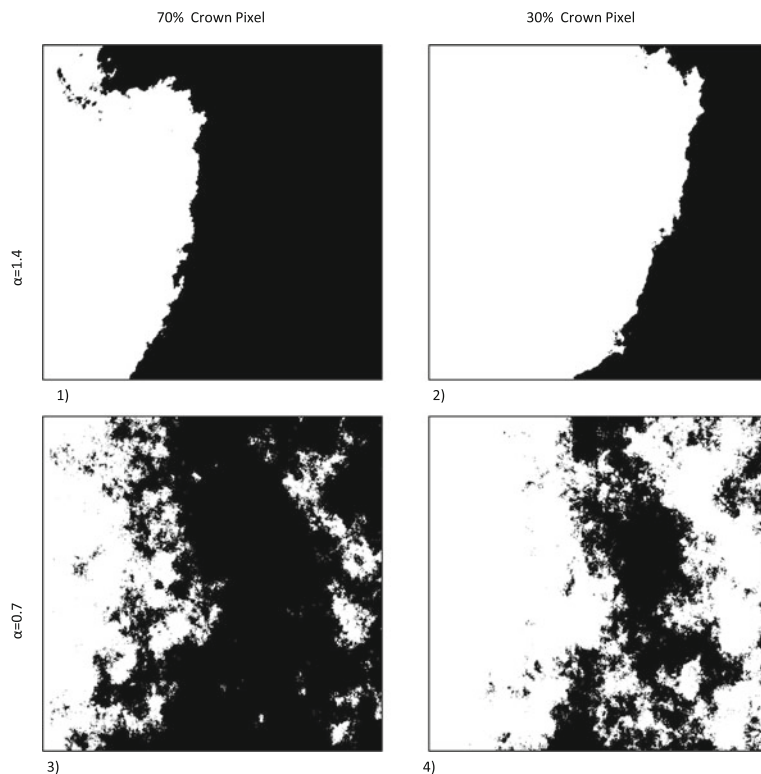 70% Crown Pixel
30% Crown Pixel
α=1.4
1)
2)
α=0.7
3)
4)